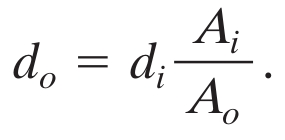 d_o = d_i \frac{A_i}{A_o}.